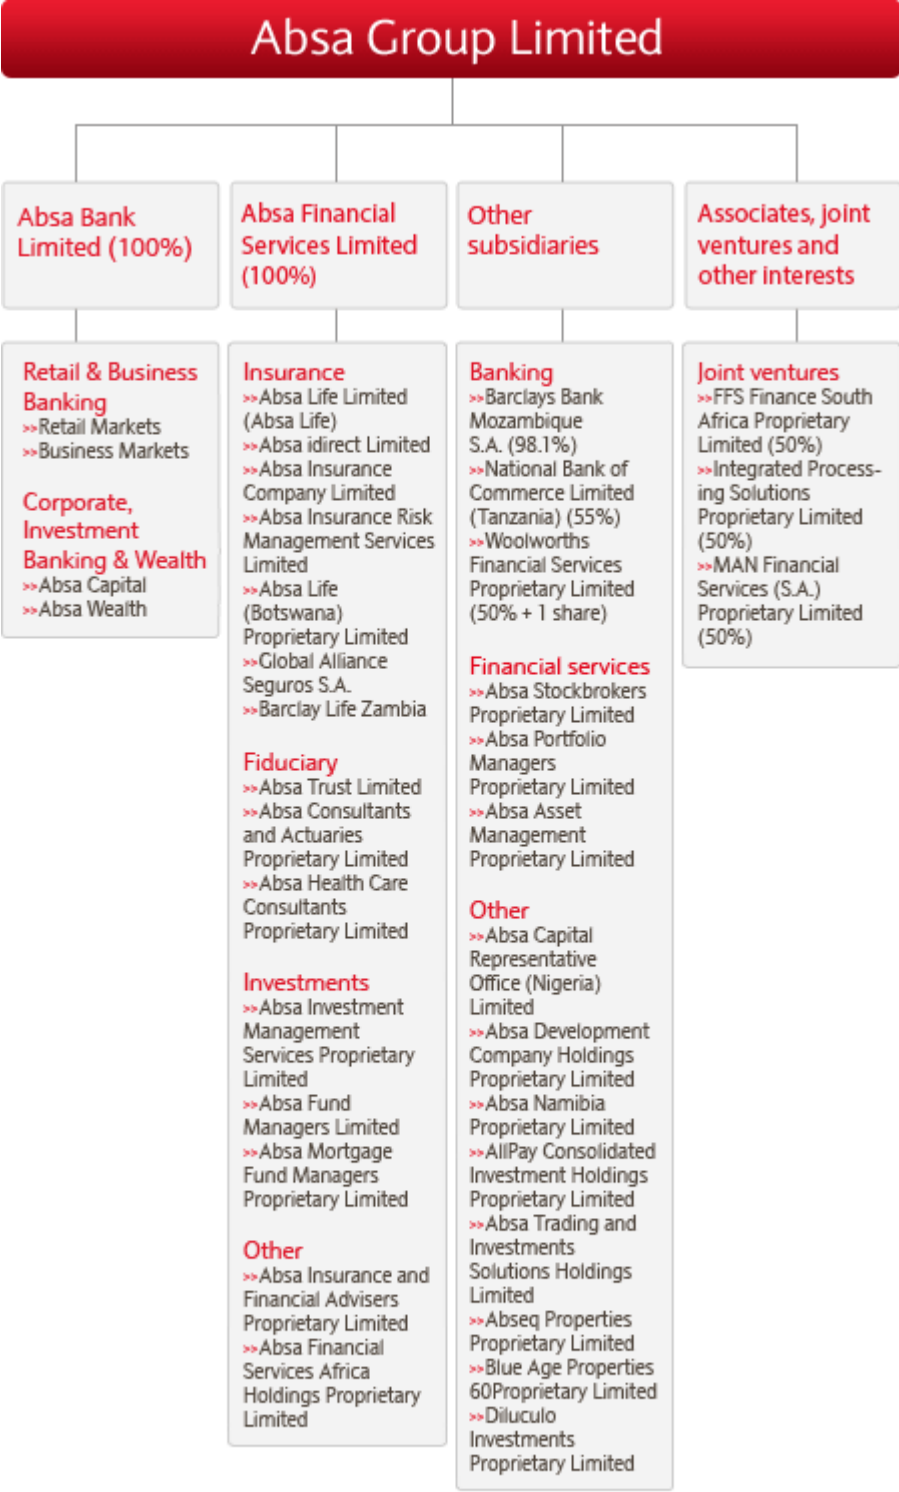 Absa Group Limited
Absa Bank
Limited (100%)
Absa Financial
Services Limited
(100%)
Other
subsidiaries
Associates, joint
ventures and
other interests
Retail & Business
Banking
»Retail Markets
»Business Markets
Corporate,
Investment
Banking & Wealth
»Absa Capital
»Absa Wealth
Insurance
»Absa Life Limited
(Absa Life)
»Absa idirect Limited
»Absa Insurance
Company Limited
»Absa Insurance Risk
Management Services
Limited
»Absa Life
(Botswana)
Proprietary Limited
»Global Alliance
Seguros S.A.
»Barclay Life Zambia
Fiduciary
»Absa Trust Limited
»Absa Consultants
and Actuaries
Proprietary Limited
»Absa Health Care
Consultants
Proprietary Limited
Investments
»Absa Investment
Management
Services Proprietary
Limited
»Absa Fund
Managers Limited
»Absa Mortgage
Fund Managers
Proprietary Limited
Other
»Absa Insurance and
Financial Advisers
Proprietary Limited
»Absa Financial
Services Africa
Holdings Proprietary
Limited
Banking
»Barclays Bank
Mozambique
S.A. (98.1%)
»National Bank of
Commerce Limited
(Tanzania) (55%)
»Woolworths
Financial Services
Proprietary Limited
(50% + 1 share)
Financial services
»Absa Stockbrokers
Proprietary Limited
»Absa Portfolio
Managers
Proprietary Limited
»Absa Asset
Management
Proprietary Limited
Other
»Absa Capital
Representative
Office (Nigeria)
Limited
»Absa Development
Company Holdings
Proprietary Limited
»Absa Namibia
Proprietary Limited
»AllPay Consolidated
Investment Holdings
Proprietary Limited
»Absa Trading and
Investments
Solutions Holdings
Limited
»Abseq Properties
Proprietary Limited
»Blue Age Properties
60Proprietary Limited
»Diluculo
Investments
Proprietary Limited
Joint ventures
»FFS Finance South
Africa Proprietary
Limited (50%)
»Integrated Process-
ing Solutions
Proprietary Limited
(50%)
»MAN Financial
Services (S.A.)
Proprietary Limited
(50%)